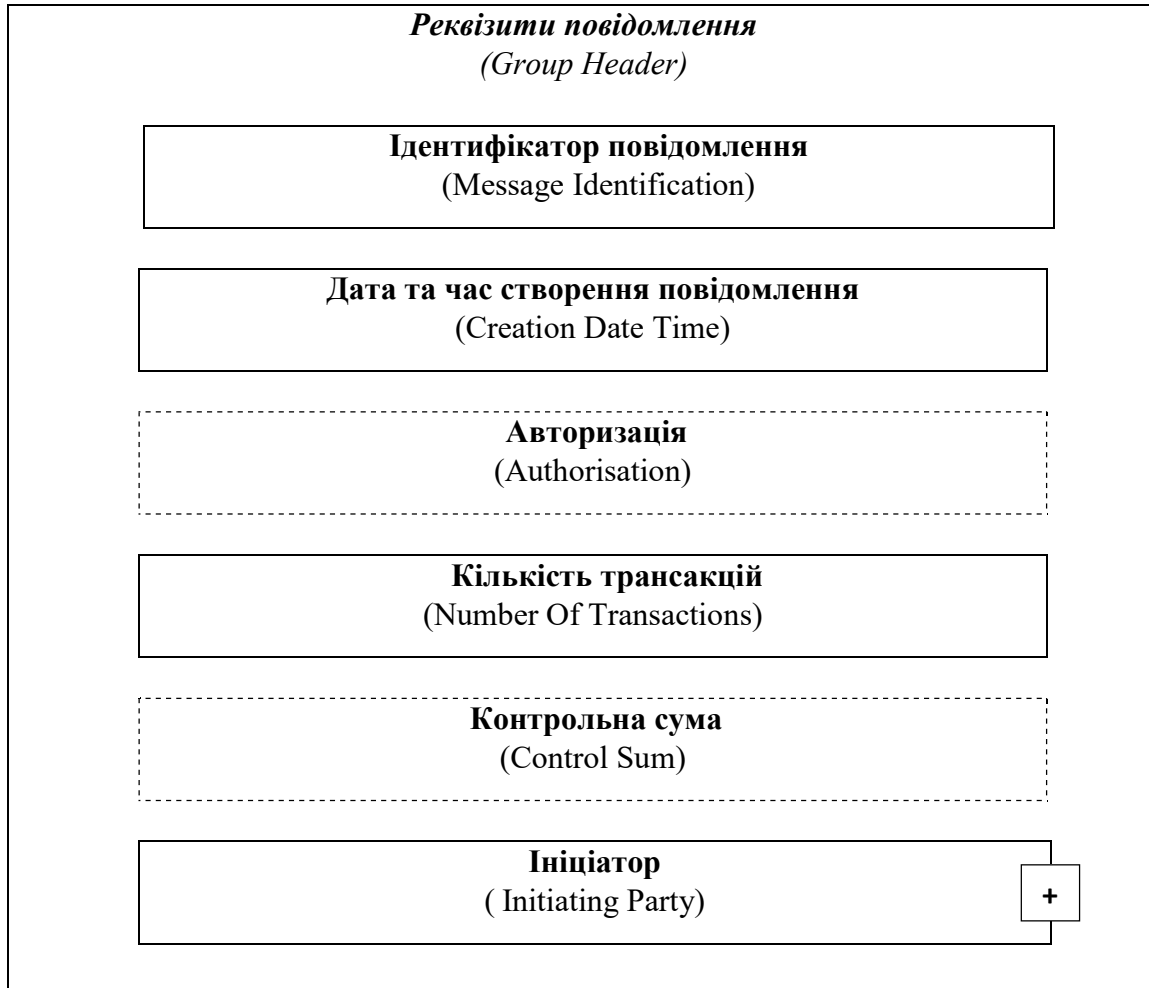 Реквізити повідомлення
(Group Header)
Ідентифікатор повідомлення
(Message Identification)
Дата та час створення повідомлення
(Creation Date Time)
Авторизація
(Authorisation)
Кількість трансакцій
(Number Of Transactions)
Контрольна сума
(Control Sum)
Ініціатор
( Initiating Party)
+